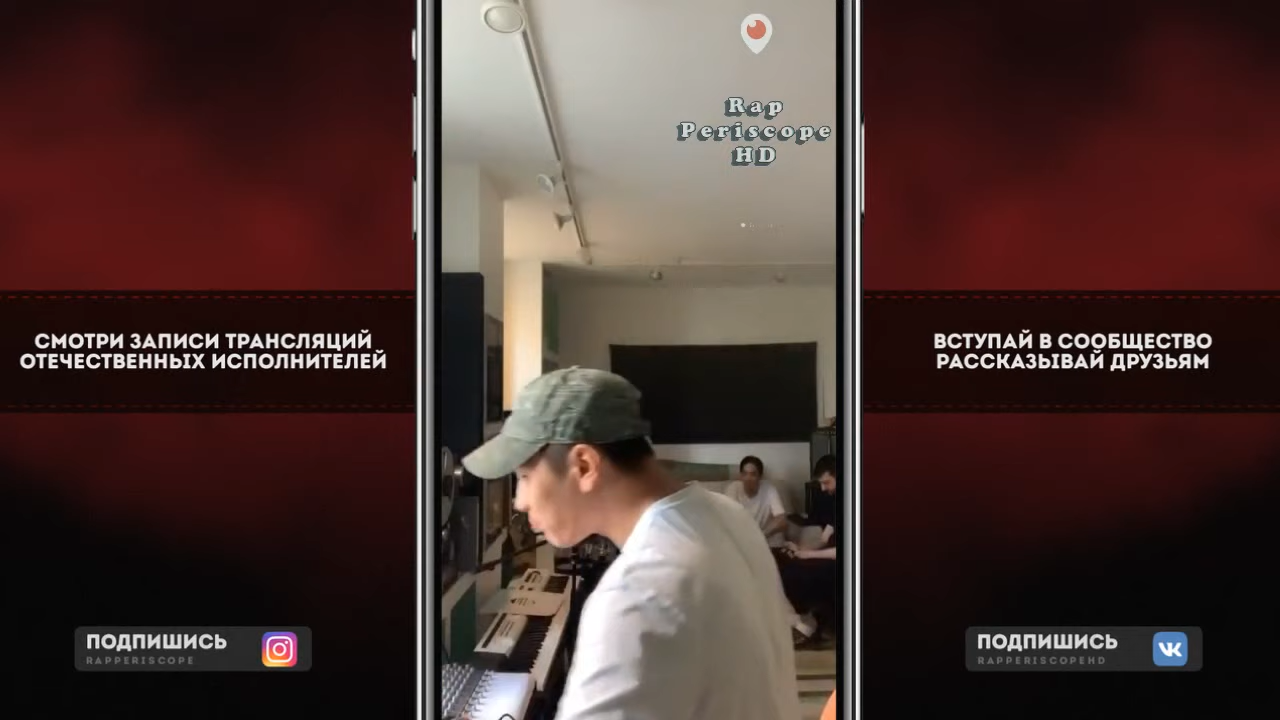 Rap
Periscope
HD
СМОТРИ ЗАПИСИ ТРАНСЛЯЦИЙ
ОТЕЧЕСТВЕННЫХ ИСПОЛНИТЕЛЕЙ
ВСТУПАЙ В СООБЩЕСТВО
РАССКАЗЫВАЙ ДРУЗЬЯМ
ПОДПИШИСЬ
RAPPERISCOPE
ПОДПИШИСЬ
RAPPERISCOPEHD